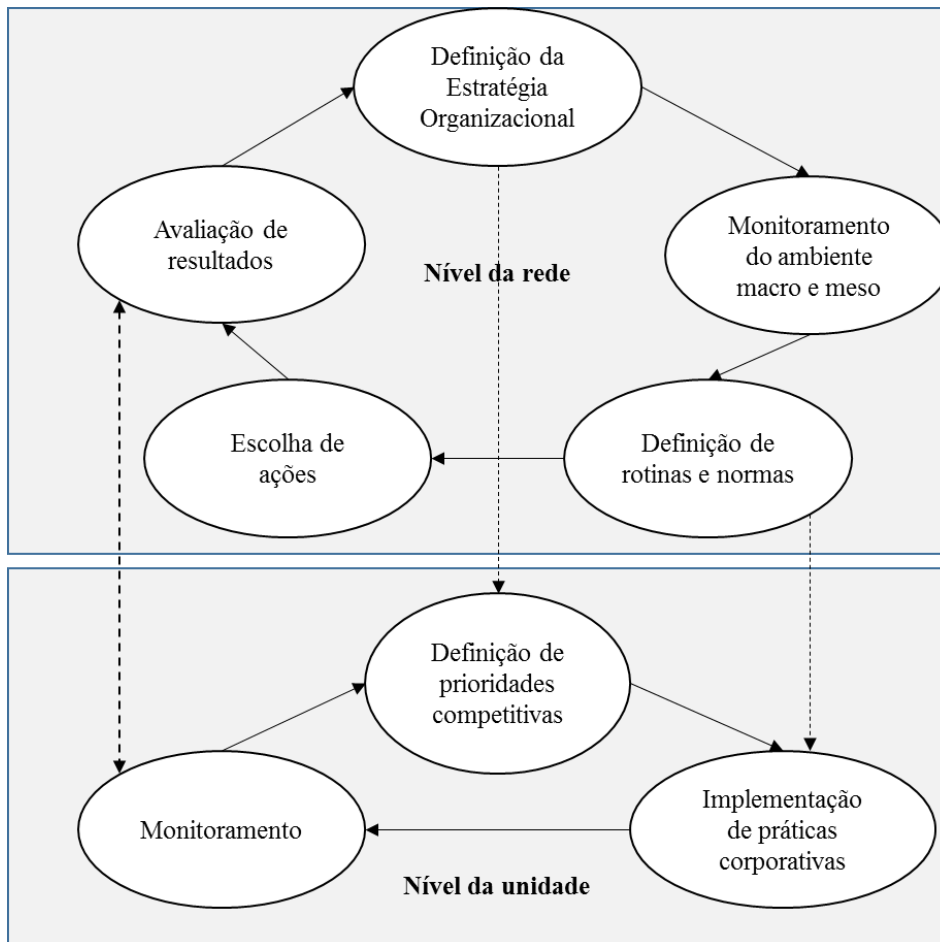 Definição da
Estratégia
Organizacional
Avaliação de
resultados
Monitoramento
do ambiente
macro e meso
Nível da rede
Escolha de
ações
Definição de
rotinas e normas
Definição de
prioridades
competitivas
Monitoramento
Implementação
de práticas
corporativas
Nível da unidade